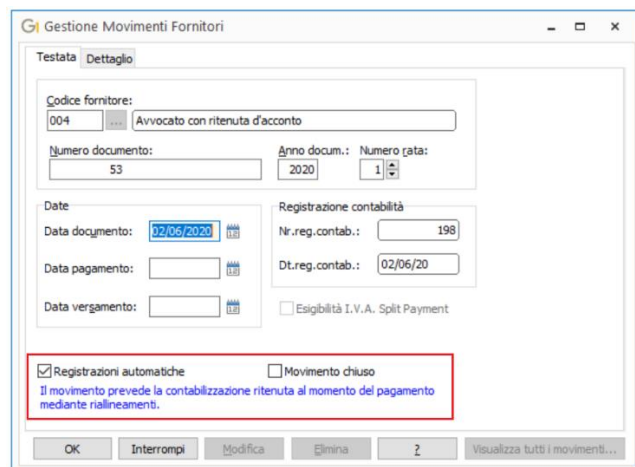 Gestione Movimenti Fornitori
Testata Dettaglio
Codice fornitore:
004 ... Avvocato con ritenuta d'acconto
Numero documento: Anno docum.: Numero rata:
53 2020 1
Date Registrazione contabilità
Data documento: 02/06/2020 12 Nr.reg.contab.: 198
Data pagamento: 12 Dt.reg.contab.: 02/06/20
Data versamento: 12 Esigibilità I.V.A. Split Payment
Registrazioni automatiche Movimento chiuso
Il movimento prevede la contabilizzazione ritenuta al momento del pagamento
mediante riallineamenti.
OK Interrompi Modifica Elimina ? Visualizza tutti i movimenti...